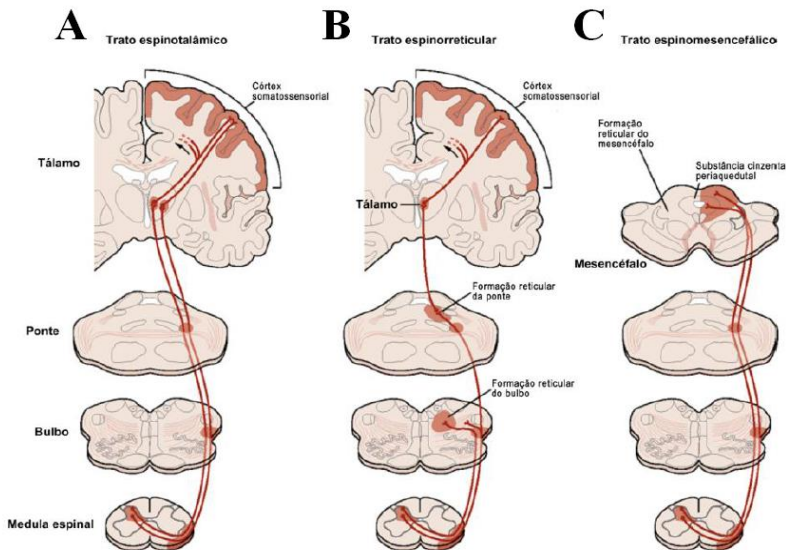 A
Trato espinotalâmico
Córtex
somatossensorial
Tálamo
Ponte
Bulbo
Medula espinal
B
Trato espinorreticular
Córtex
somatossensorial
Tálamo
Formação reticular
da ponte
Formação reticular
do bulbo
C
Trato espinomesencefálico
Formação
reticular do
mesencéfalo
Substância cinzenta
periaquedutal
Mesencéfalo